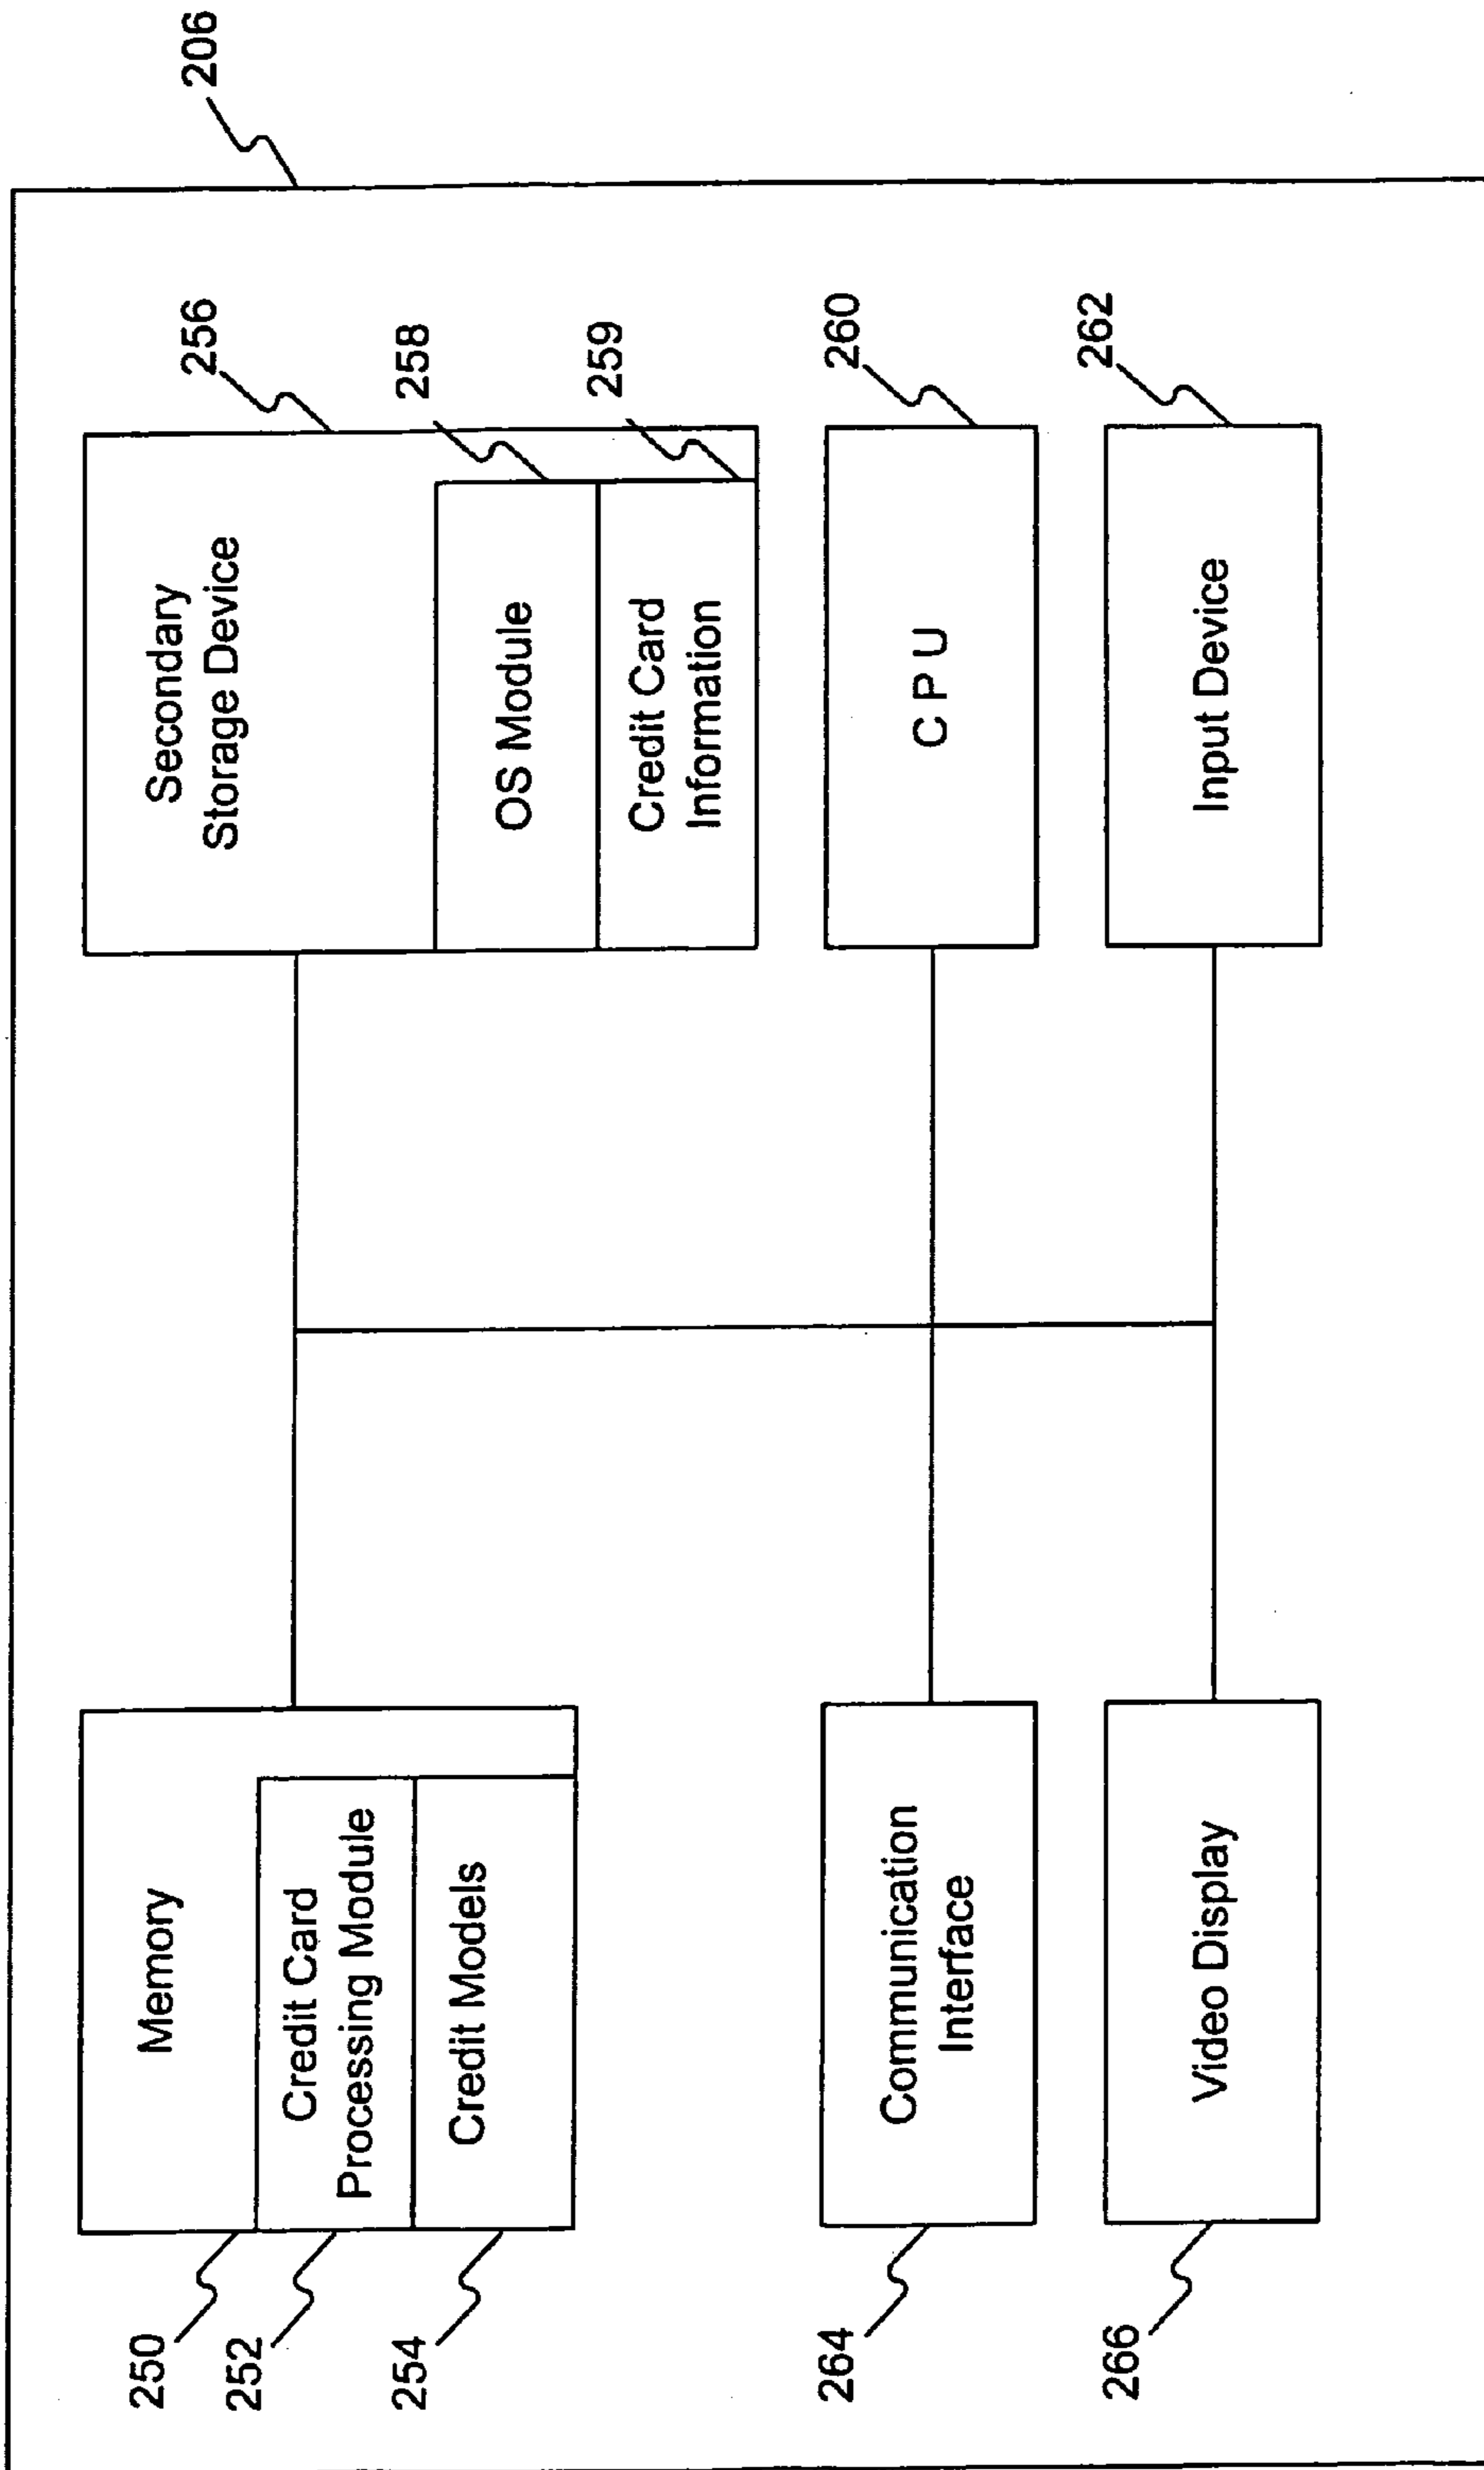 206
250
Memory
252
Credit Card
Processing Module
254
Credit Models
256
Secondary
Storage Device
258
OS Module
259
Credit Card
Information
264
Communication
Interface
260
C P U
266
Video Display
262
Input Device